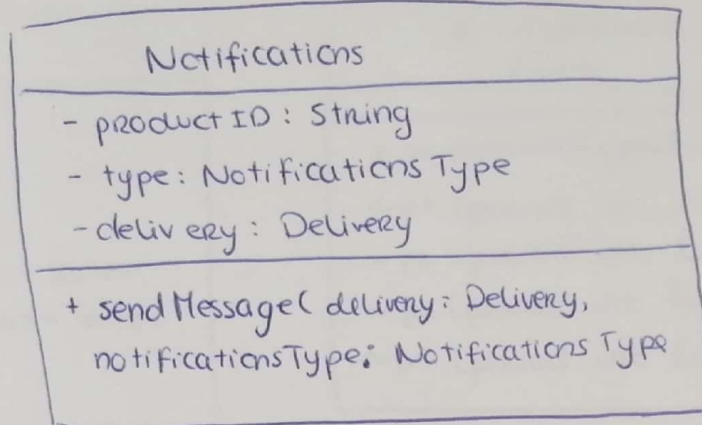 Notifications
- productID: String
- type: NotificationsType
- delivery: Delivery
+ sendMessage( delivery: Delivery,
notificationsType: NotificationsType